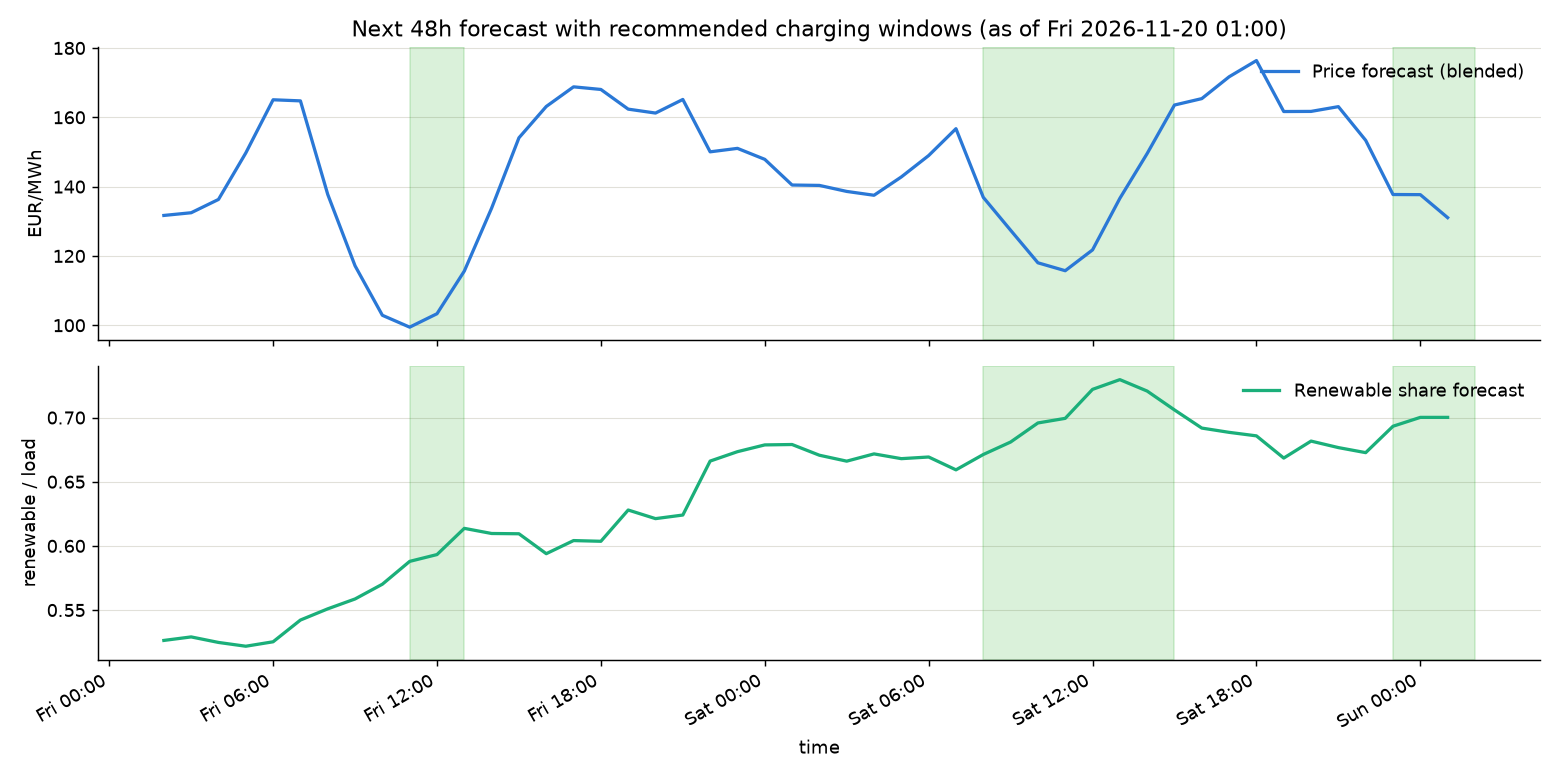 Next 48h forecast with recommended charging windows (as of Fri 2026-11-20 01:00)
EUR/MWh
180
160
140
120
100
Price forecast (blended)
renewable / load
0.70
0.65
0.60
0.55
Renewable share forecast
Fri 00:00
Fri 06:00
Fri 12:00
Fri 18:00
Sat 00:00
Sat 06:00
Sat 12:00
Sat 18:00
Sun 00:00
time